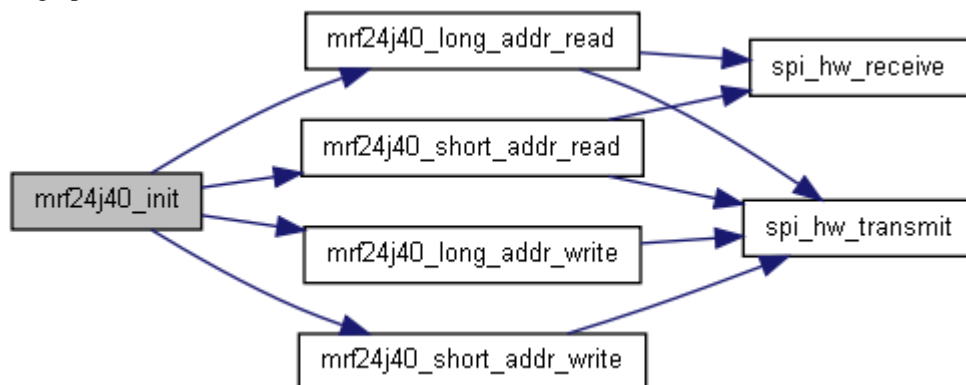 mrf24j40_long_addr_read
spi_hw_receive
mrf24j40_short_addr_read
mrf24j40_init
spi_hw_transmit
mrf24j40_long_addr_write
mrf24j40_short_addr_write